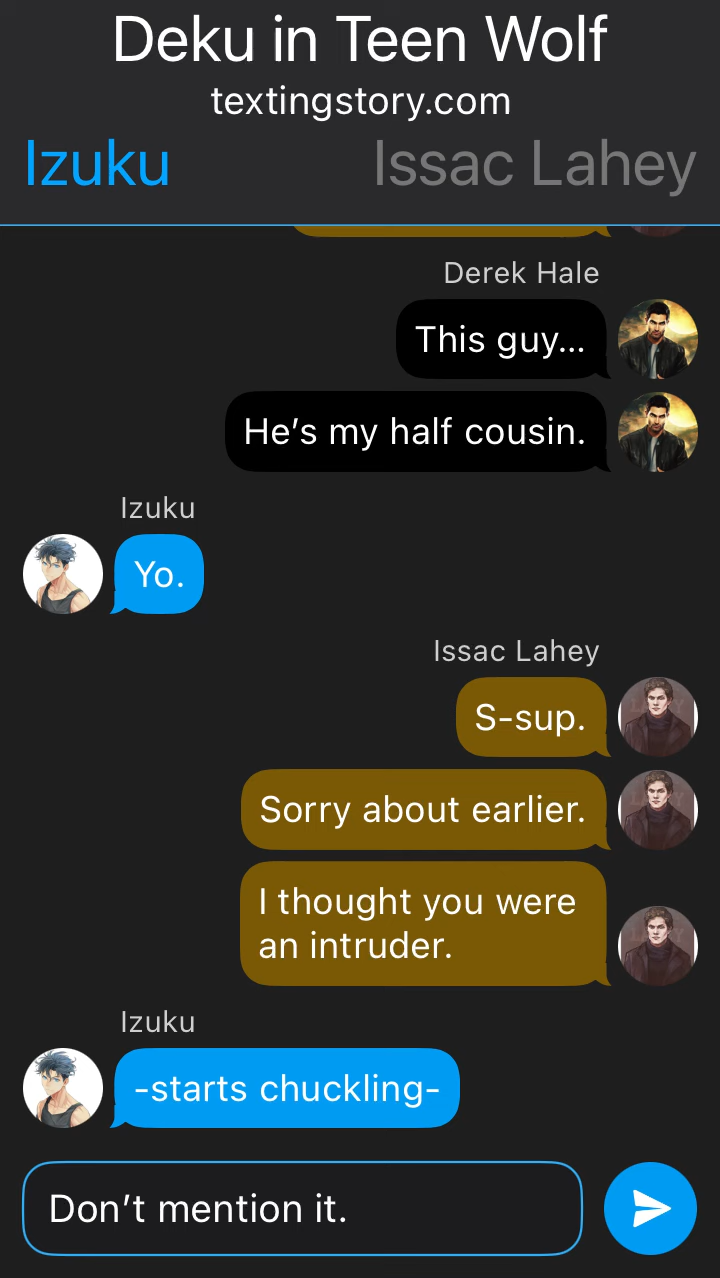 Deku in Teen Wolf
textingstory.com
Izuku
Issac Lahey
Derek Hale
This guy...
He’s my half cousin.
Izuku
Yo.
Issac Lahey
S-sup.
Sorry about earlier.
I thought you were
an intruder.
Izuku
-starts chuckling-
Don’t mention it.